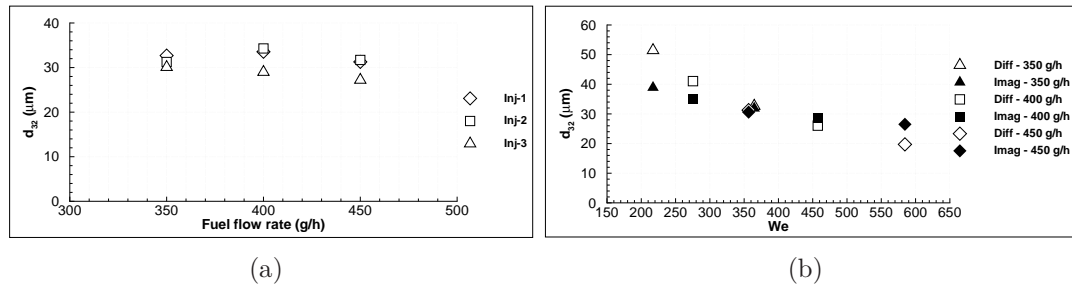 40
30
20
10
0
d32 (μm)
300 350 400 450 500
Fuel flow rate (g/h)
Inj-1
Inj-2
Inj-3
(a)
60
50
40
30
20
10
0
d32 (μm)
150 200 250 300 350 400 450 500 550 600 650
We
Diff - 350 g/h
Imag - 350 g/h
Diff - 400 g/h
Imag - 400 g/h
Diff - 450 g/h
Imag - 450 g/h
(b)